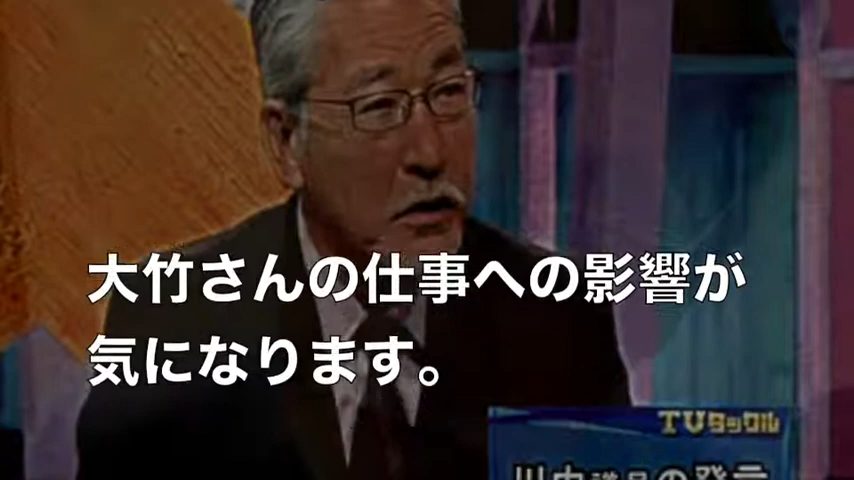 大竹さんの仕事への影響が
気になります。
TVタックル